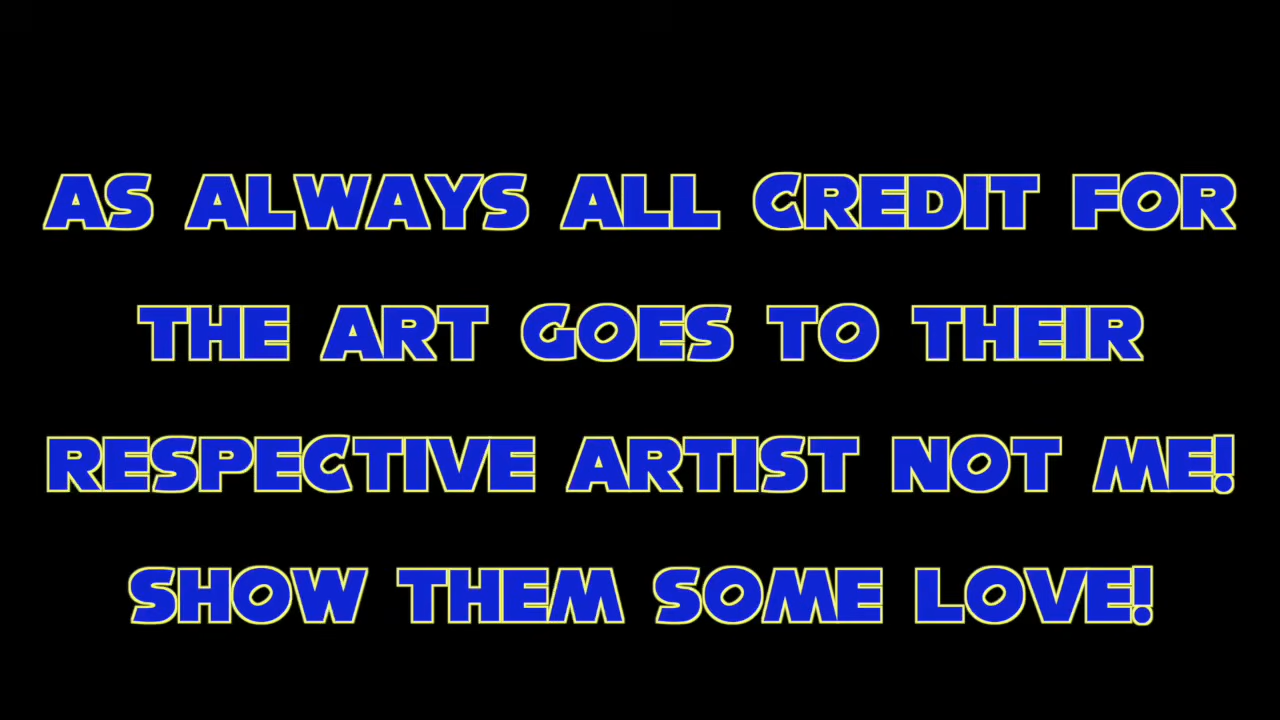 AS ALWAYS ALL CREDIT FOR
THE ART GOES TO THEIR
RESPECTIVE ARTIST NOT ME!
SHOW THEM SOME LOVE!